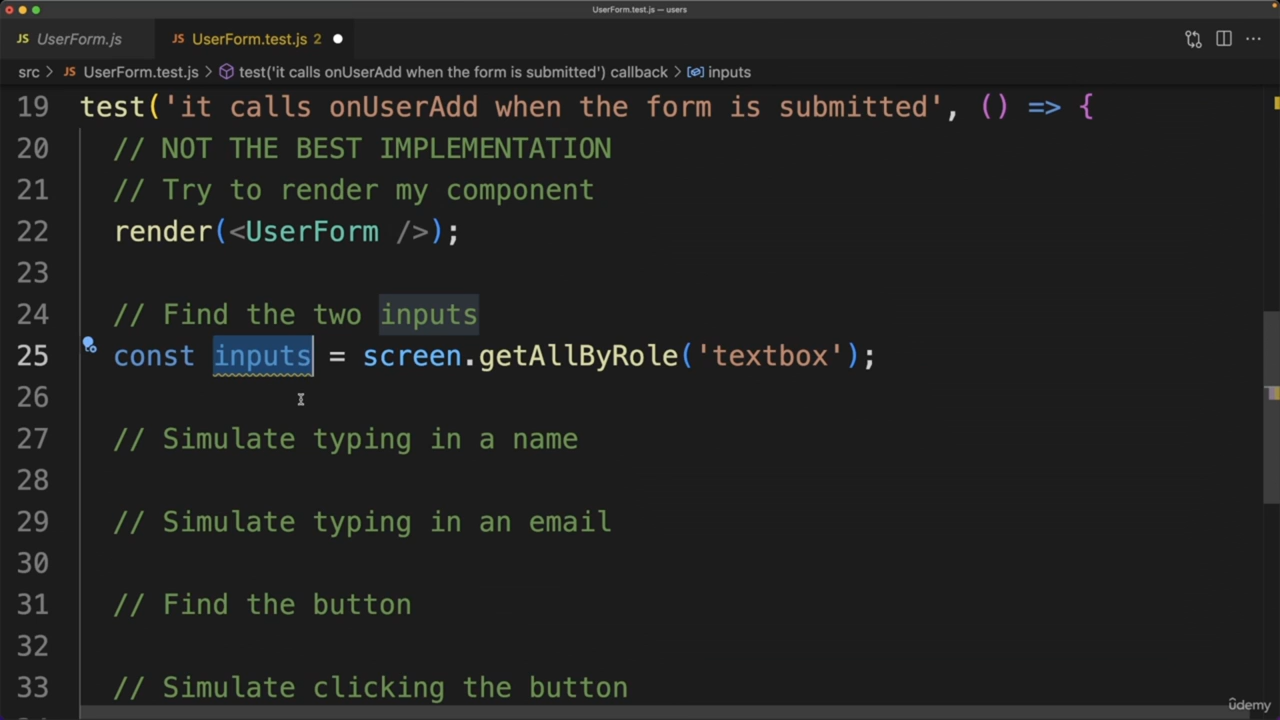 UserForm.test.js — users
JS UserForm.js
JS UserForm.test.js 2
src > JS UserForm.test.js > test('it calls onUserAdd when the form is submitted') callback > inputs
19 test('it calls onUserAdd when the form is submitted', () => {
20 // NOT THE BEST IMPLEMENTATION
21 // Try to render my component
22 render(<UserForm />);
23
24 // Find the two inputs
25 const inputs = screen.getAllByRole('textbox');
26
27 // Simulate typing in a name
28
29 // Simulate typing in an email
30
31 // Find the button
32
33 // Simulate clicking the button
ûdemy